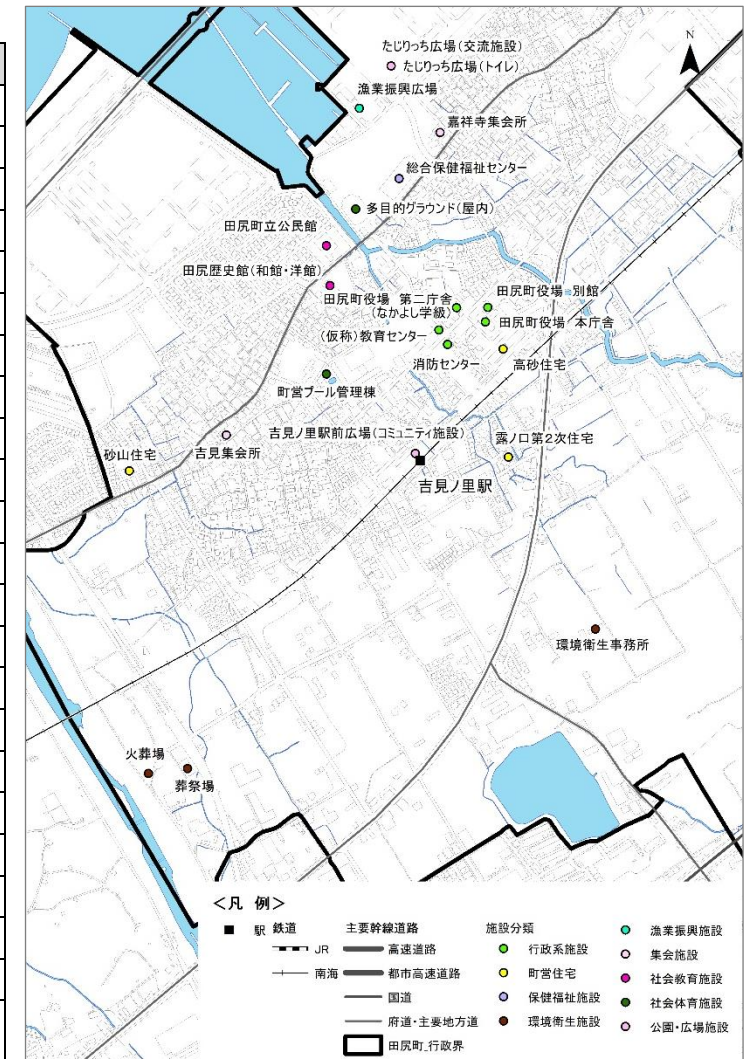 N
たじりっち広場(交流施設)
たじりっち広場(トイレ)
漁業振興広場
嘉祥寺集会所
総合保健福祉センター
多目的グラウンド(屋内)
田尻町立公民館
田尻歴史館(和館・洋館)
田尻町役場 第二庁舎
(なかよし学級)
田尻町役場 別館
田尻町役場 本庁舎
(仮称)教育センター
消防センター
高砂住宅
町営プール管理棟
吉見ノ里駅前広場(コミュニティ施設)
露ノ口第2次住宅
砂山住宅
吉見集会所
吉見ノ里駅
環境衛生事務所
火葬場
葬祭場
<凡 例>
駅
鉄道
JR
南海
主要幹線道路
高速道路
都市高速道路
国道
府道・主要地方道
田尻町_行政界
施設分類
行政系施設
町営住宅
保健福祉施設
環境衛生施設
漁業振興施設
集会施設
社会教育施設
社会体育施設
公園・広場施設